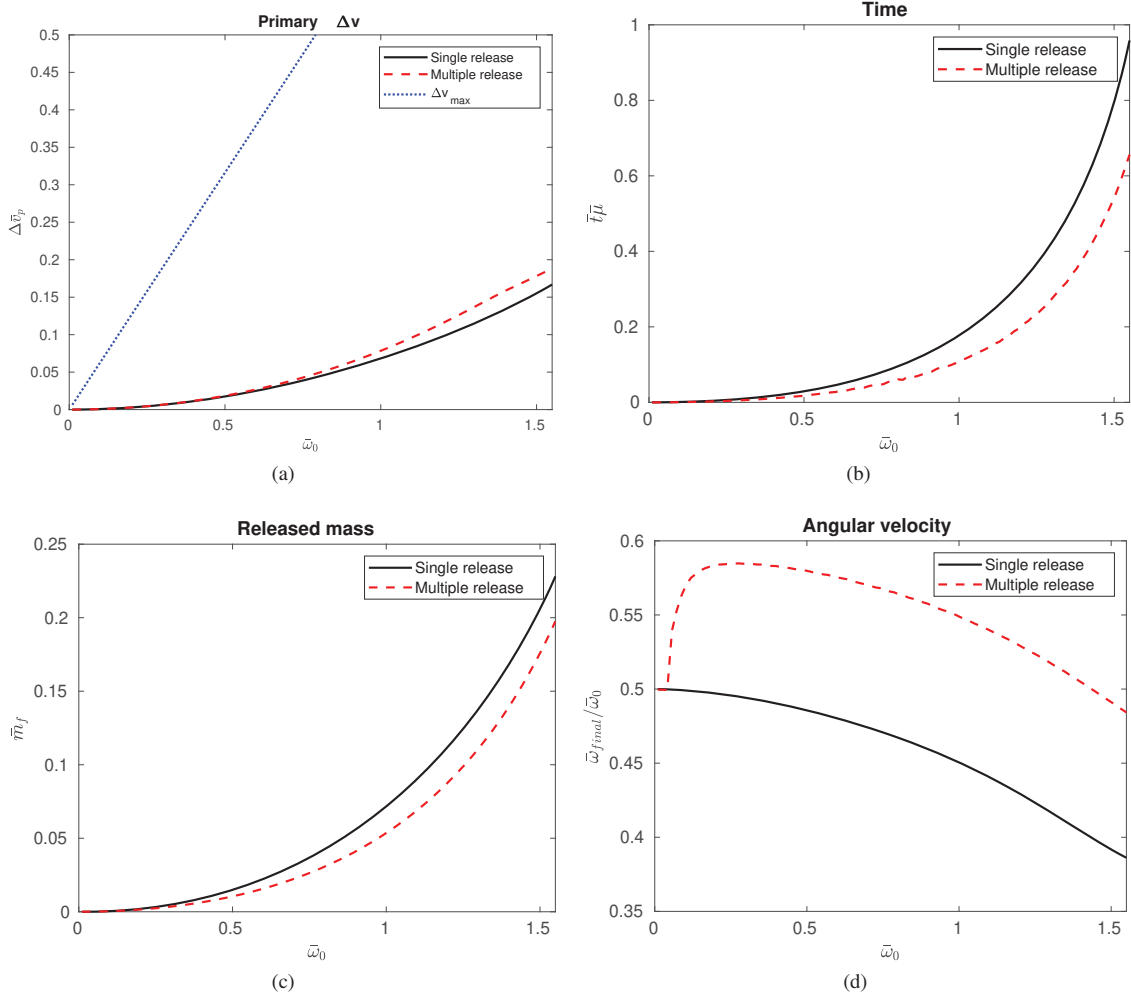 Primary Δv
0.5
0.45
0.4
0.35
0.3
0.25
0.2
0.15
0.1
0.05
0
Single release
Multiple release
Δv max
Δv̄ₚ
0
0.5
1
1.5
ω̄₀
(a)
Time
1
0.8
0.6
0.4
0.2
0
Single release
Multiple release
t̄μ̄
0
0.5
1
1.5
ω̄₀
(b)
Released mass
0.25
0.2
0.15
0.1
0.05
0
Single release
Multiple release
m̄_f
0
0.5
1
1.5
ω̄₀
(c)
Angular velocity
0.6
0.55
0.5
0.45
0.4
0.35
Single release
Multiple release
ω̄_final/ω̄₀
0
0.5
1
1.5
ω̄₀
(d)